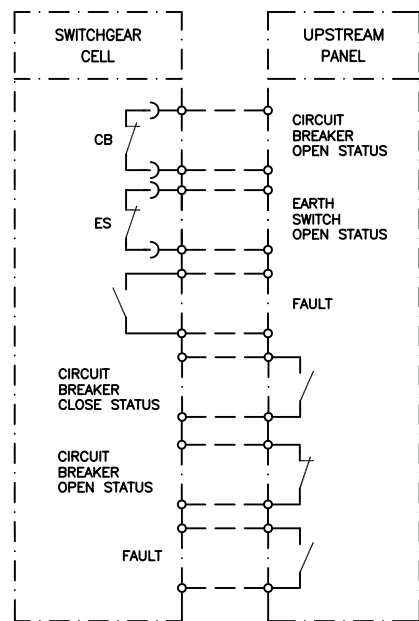 SWITCHGEAR
CELL
UPSTREAM
PANEL
CB
CIRCUIT
BREAKER
OPEN STATUS
ES
EARTH
SWITCH
OPEN STATUS
FAULT
CIRCUIT
BREAKER
CLOSE STATUS
CIRCUIT
BREAKER
OPEN STATUS
FAULT